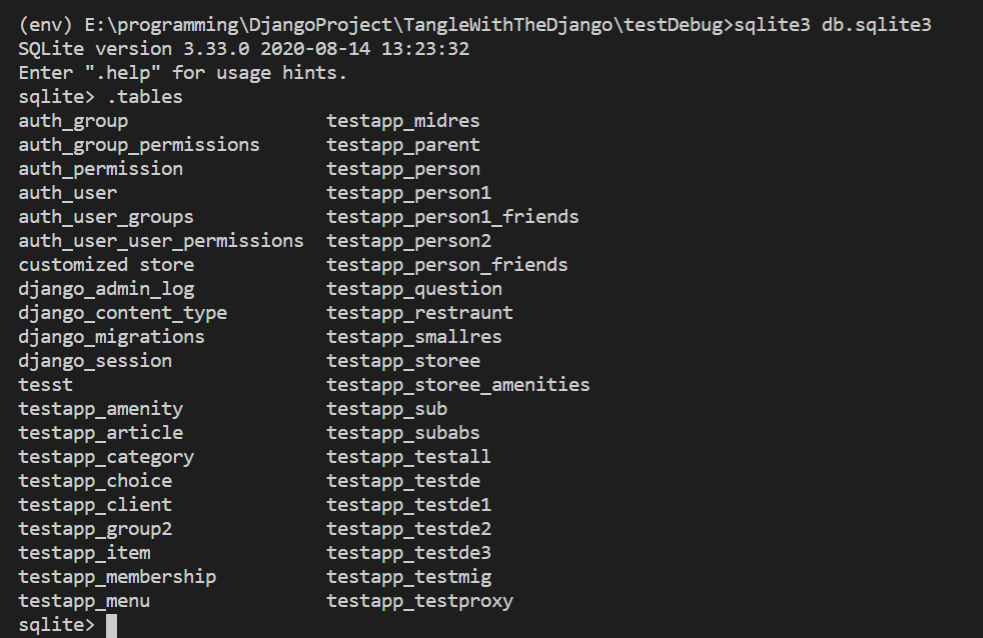 (env) E:\programming\DjangoProject\TangleWithTheDjango\testDebug>sqlite3 db.sqlite3
SQLite version 3.33.0 2020-08-14 13:23:32
Enter ".help" for usage hints.
sqlite> .tables
auth_group                  testapp_midres
auth_group_permissions      testapp_parent
auth_permission             testapp_person
auth_user                   testapp_person1
auth_user_groups            testapp_person1_friends
auth_user_user_permissions  testapp_person2
customized store            testapp_person_friends
django_admin_log            testapp_question
django_content_type         testapp_restraunt
django_migrations           testapp_smallres
django_session              testapp_storee
tesst                       testapp_storee_amenities
testapp_amenity             testapp_sub
testapp_article             testapp_subabs
testapp_category            testapp_testall
testapp_choice              testapp_testde
testapp_client              testapp_testde1
testapp_group2              testapp_testde2
testapp_item                testapp_testde3
testapp_membership          testapp_testmig
testapp_menu                testapp_testproxy
sqlite>